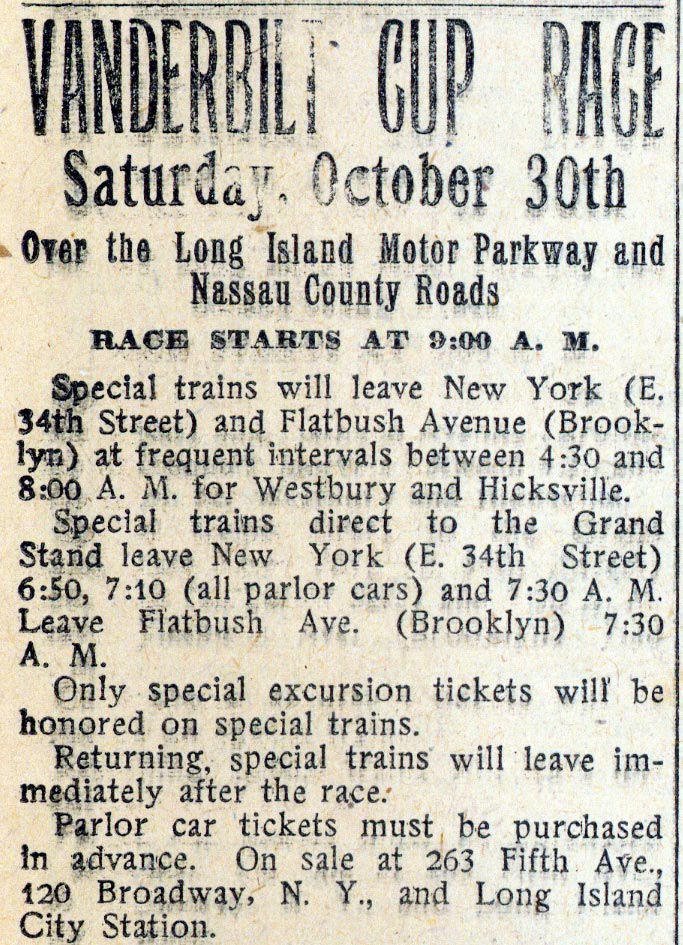 VANDERBILT CUP RACE
Saturday, October 30th
Over the Long Island Motor Parkway and
Nassau County Roads
RACE STARTS AT 9:00 A. M.
Special trains will leave New York (E.
34th Street) and Flatbush Avenue (Brook-
lyn) at frequent intervals between 4:30 and
8:00 A. M. for Westbury and Hicksville.
Special trains direct to the Grand
Stand leave New York (E. 34th Street)
6:50, 7:10 (all parlor cars) and 7:30 A. M.
Leave Flatbush Ave. (Brooklyn) 7:30
A. M.
Only special excursion tickets will be
honored on special trains.
Returning, special trains will leave im-
mediately after the race.
Parlor car tickets must be purchased
in advance. On sale at 263 Fifth Ave.,
120 Broadway, N. Y., and Long Island
City Station.